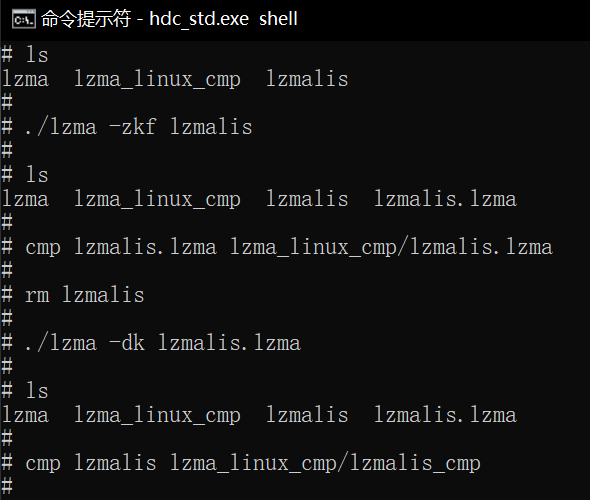 命令提示符 - hdc_std.exe shell
# ls
lzma lzma_linux_cmp lzmalis
#
# ./lzma -zkf lzmalis
#
# ls
lzma lzma_linux_cmp lzmalis lzmalis.lzma
#
# cmp lzmalis.lzma lzma_linux_cmp/lzmalis.lzma
#
# rm lzmalis
#
# ./lzma -dk lzmalis.lzma
#
# ls
lzma lzma_linux_cmp lzmalis lzmalis.lzma
#
# cmp lzmalis lzma_linux_cmp/lzmalis_cmp
#